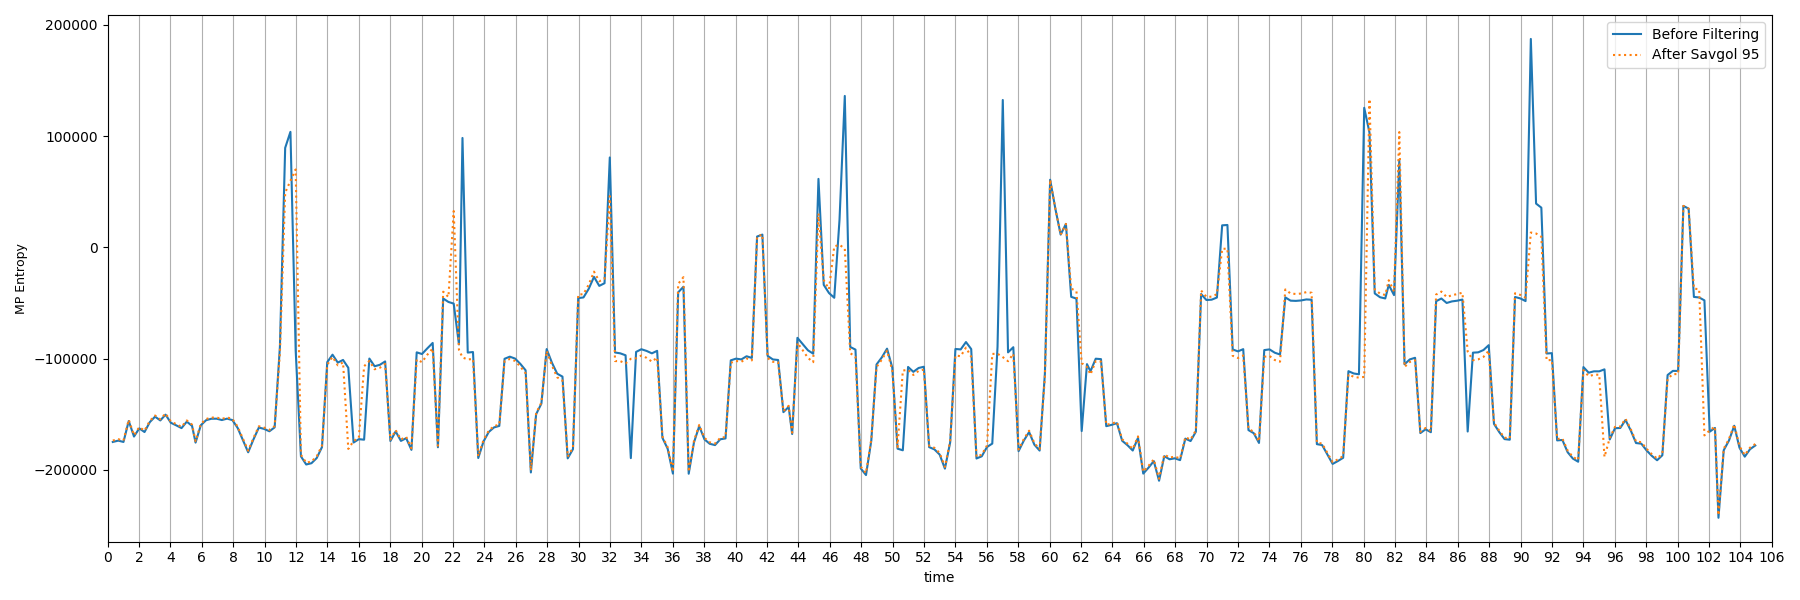 200000
100000
0
−100000
−200000
MP Entropy
Before Filtering
After Savgol 95
0 2 4 6 8 10 12 14 16 18 20 22 24 26 28 30 32 34 36 38 40 42 44 46 48 50 52 54 56 58 60 62 64 66 68 70 72 74 76 78 80 82 84 86 88 90 92 94 96 98 100 102 104 106
time